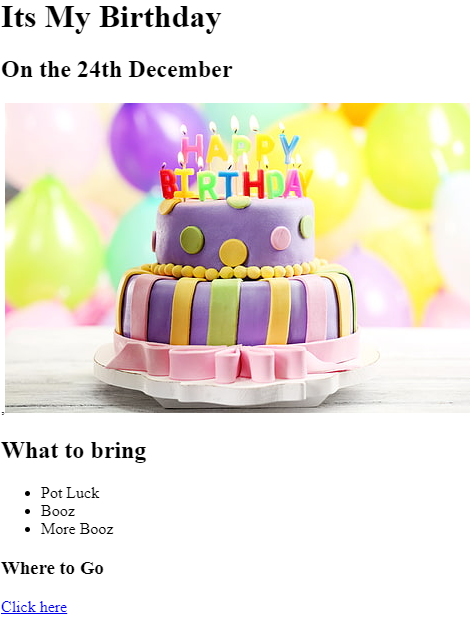 Its My Birthday
On the 24th December
HAPPY
BIRTHDAY
,
What to bring
Pot Luck
Booz
More Booz
Where to Go
Click here